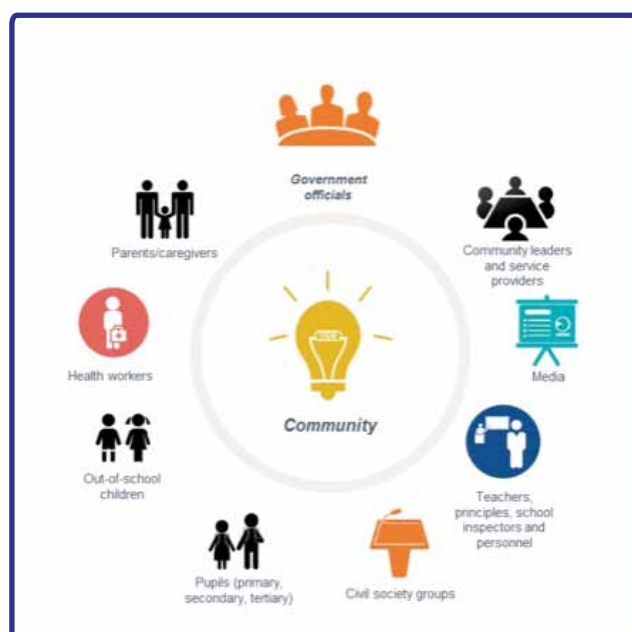 Government
officials
Parents/caregivers
Community leaders
and service
providers
Health workers
Media
Community
Out-of-school
children
Teachers,
principles, school
inspectors and
personnel
Pupils (primary,
secondary, tertiary)
Civil society groups